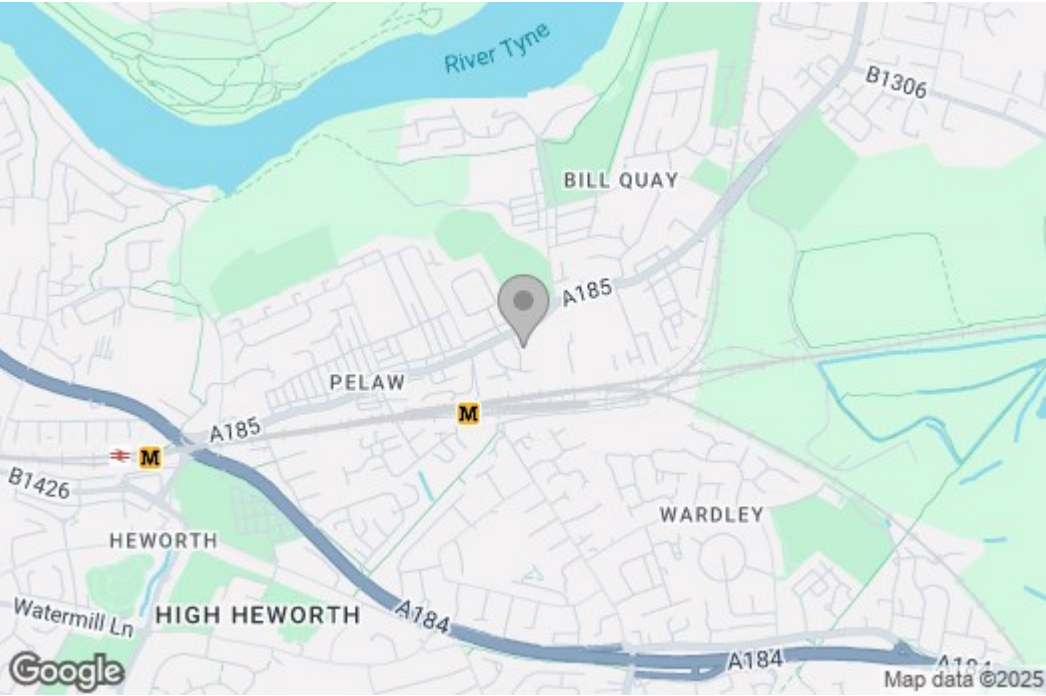 River Tyne
B1306
BILL QUAY
A185
PELAW
A185
M
M
B1426
WARDLEY
HEWORTH
Watermill Ln
HIGH HEWORTH
A184
A184
A184
Google
Map data ©2025